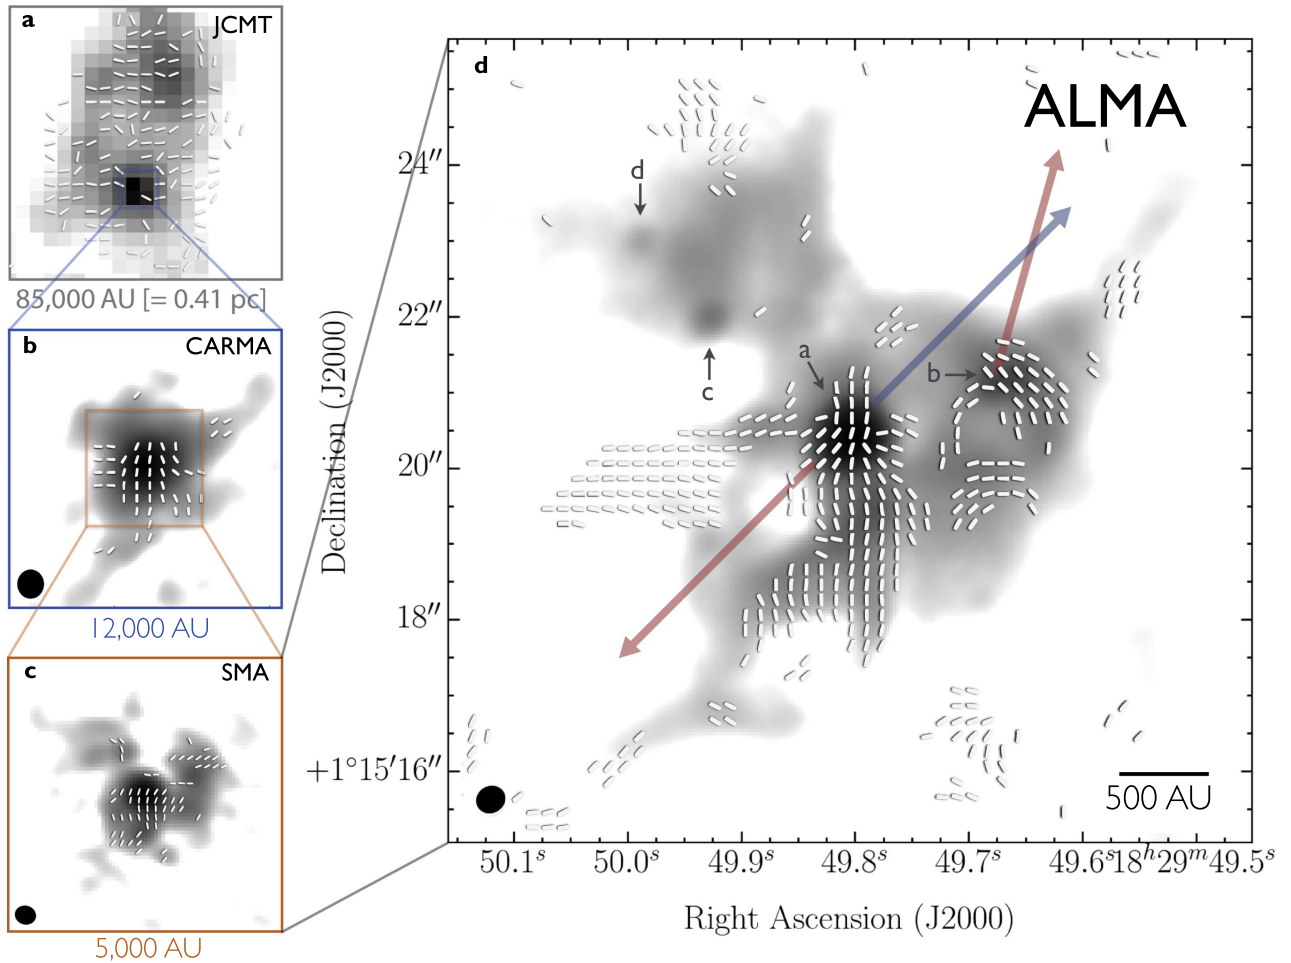 a
JCMT
85,000 AU [= 0.41 pc]
b
CARMA
12,000 AU
c
SMA
5,000 AU
d
ALMA
24″
22″
20″
18″
+1°15′16″
Declination (J2000)
d
c
a
b
500 AU
50.1ˢ 50.0ˢ 49.9ˢ 49.8ˢ 49.7ˢ 49.6ˢ18ʰ29ᵐ49.5ˢ
Right Ascension (J2000)